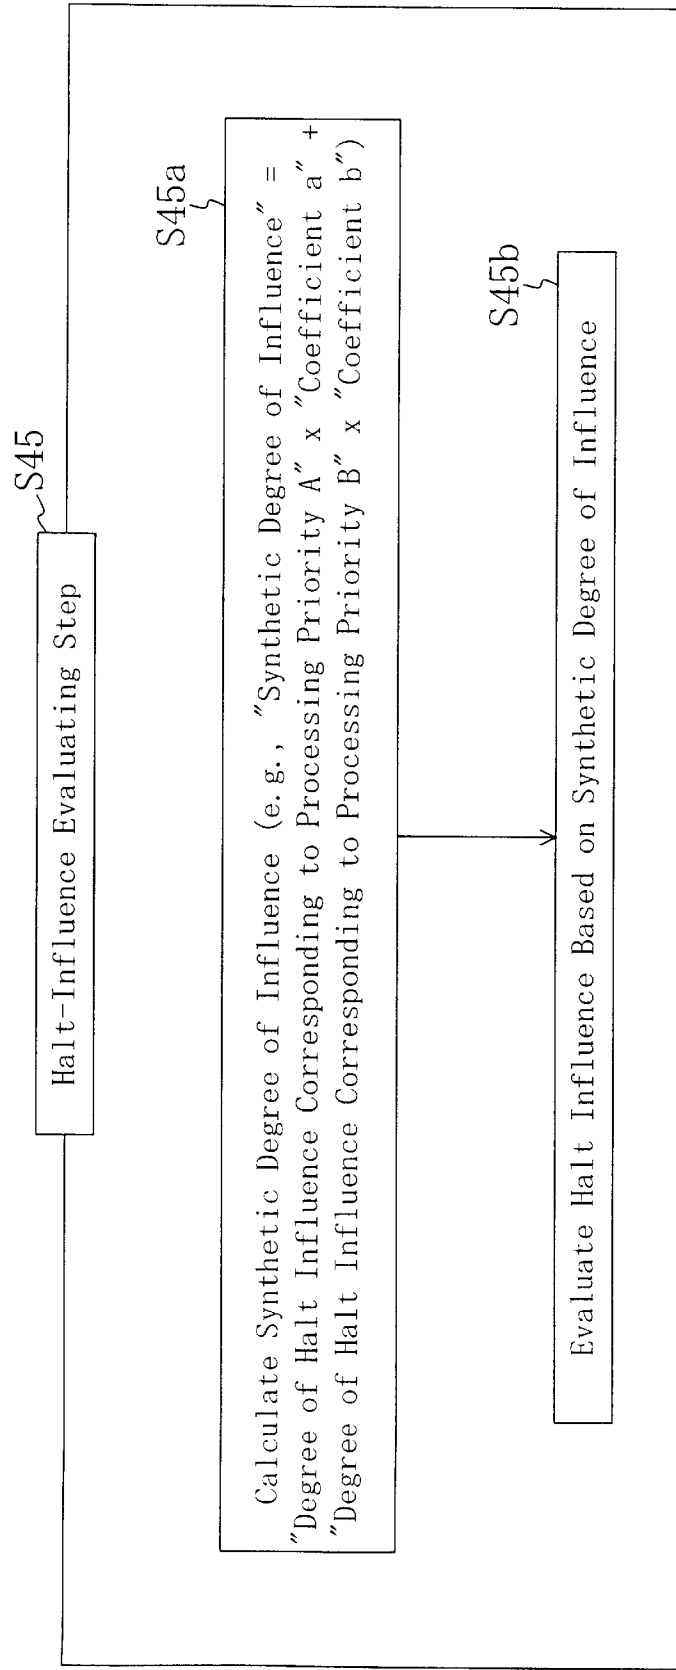 S45
Halt-Influence Evaluating Step
S45a
Calculate Synthetic Degree of Influence (e.g., "Synthetic Degree of Influence" =
"Degree of Halt Influence Corresponding to Processing Priority A" x "Coefficient a" +
"Degree of Halt Influence Corresponding to Processing Priority B" x "Coefficient b")
S45b
Evaluate Halt Influence Based on Synthetic Degree of Influence